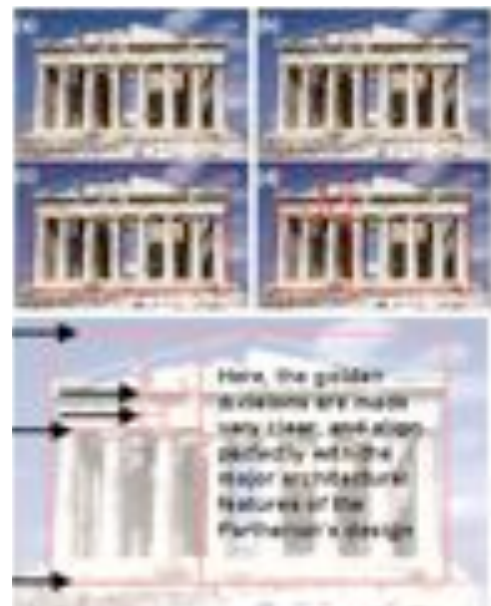 (a) (b)
(c) (d)
Here, the golden
divisions are made
very clear, and align
perfectly with the
major architectural
features of the
Parthenon's design